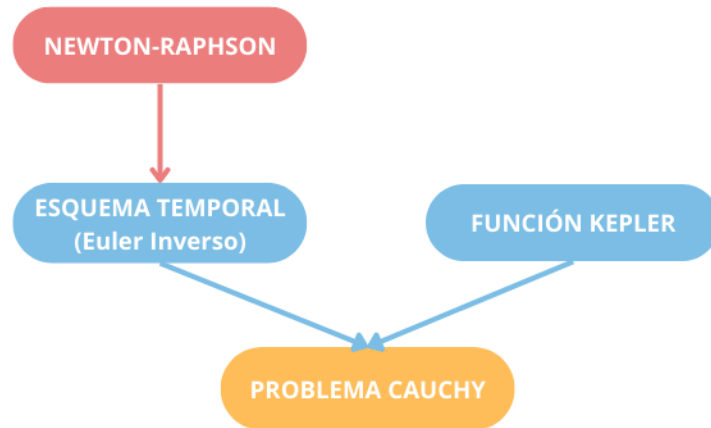 NEWTON-RAPHSON
ESQUEMA TEMPORAL
(Euler Inverso)
FUNCIÓN KEPLER
PROBLEMA CAUCHY